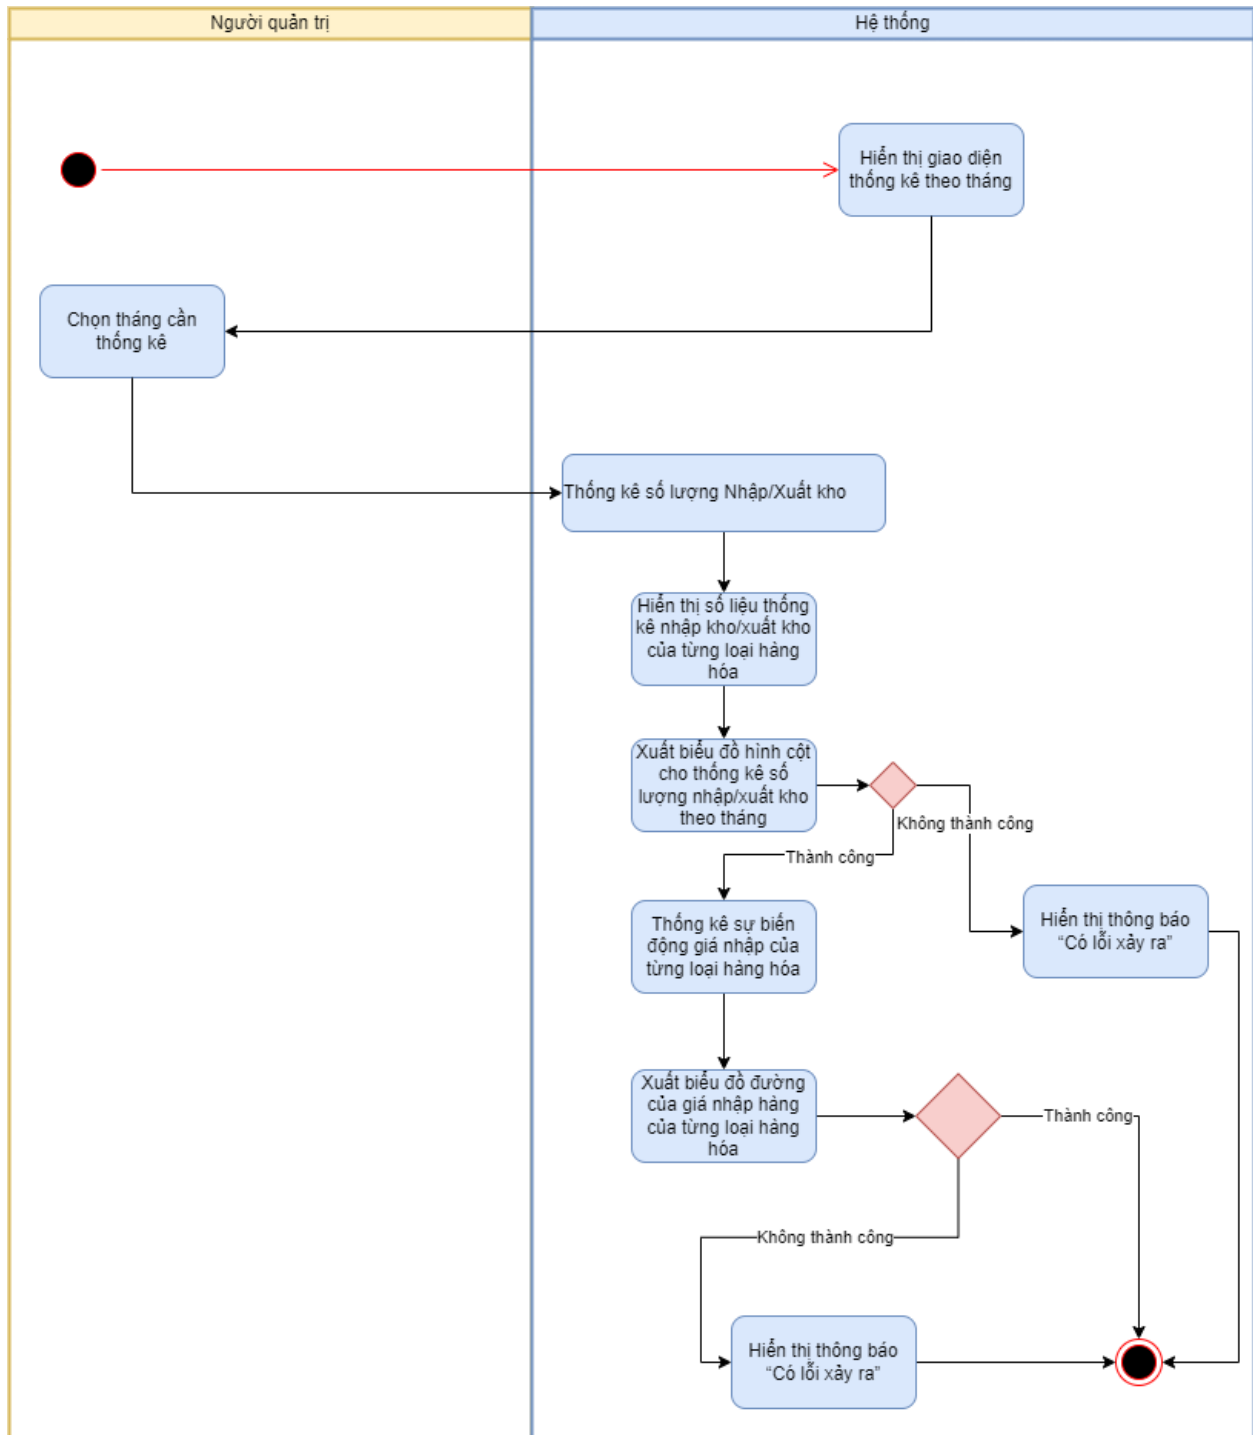 Người quản trị
Hệ thống
Hiển thị giao diện
thống kê theo tháng
Chọn tháng cần
thống kê
Thống kê số lượng Nhập/Xuất kho
Hiển thị số liệu thống
kê nhập kho/xuất kho
của từng loại hàng
hóa
Xuất biểu đồ hình cột
cho thống kê số
lượng nhập/xuất kho
theo tháng
Không thành công
Thành công
Thống kê sự biến
động giá nhập của
từng loại hàng hóa
Hiển thị thông báo
“Có lỗi xảy ra”
Xuất biểu đồ đường
của giá nhập hàng
của từng loại hàng
hóa
Thành công
Không thành công
Hiển thị thông báo
“Có lỗi xảy ra”